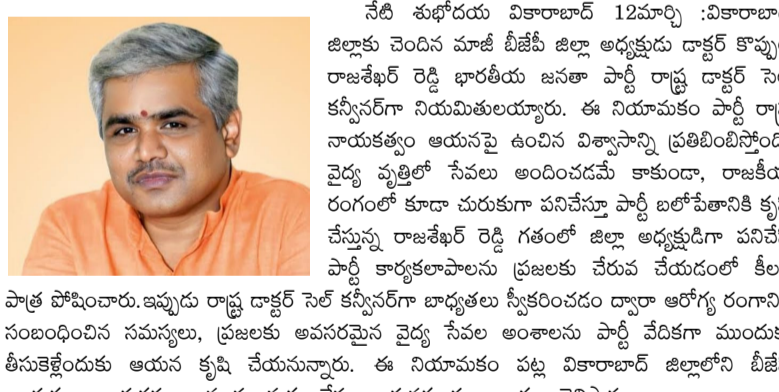 నేటి శుభోదయ వికారాబాద్ 12మార్చి :వికారాబాద
జిల్లాకు చెందిన మాజీ బీజేపీ జిల్లా అధ్యక్షుడు డాక్టర్ కొప్పుల
రాజశేఖర్ రెడ్డి భారతీయ జనతా పార్టీ రాష్ట్ర డాక్టర్ సెల
కన్వీనర్‌గా నియమితులయ్యారు. ఈ నియామకం పార్టీ రాష్ట్ర
నాయకత్వం ఆయనపై ఉంచిన విశ్వాసాన్ని ప్రతిబింబిస్తోంది
వైద్య వృత్తిలో సేవలు అందించడమే కాకుండా, రాజకీయ
రంగంలో కూడా చురుకుగా పనిచేస్తూ పార్టీ బలోపేతానికి కృషి
చేస్తున్న రాజశేఖర్ రెడ్డి గతంలో జిల్లా అధ్యక్షుడిగా పనిచేసి
పార్టీ కార్యకలాపాలను ప్రజలకు చేరువ చేయడంలో కీల
పాత్ర పోషించారు.ఇప్పుడు రాష్ట్ర డాక్టర్ సెల్ కన్వీనర్‌గా బాధ్యతలు స్వీకరించడం ద్వారా ఆరోగ్య రంగాని
సంబంధించిన సమస్యలు, ప్రజలకు అవసరమైన వైద్య సేవల అంశాలను పార్టీ వేదికగా ముందుకు
తీసుకెళ్లేందుకు ఆయన కృషి చేయనున్నారు. ఈ నియామకం పట్ల వికారాబాద్ జిల్లాలోని బీజే